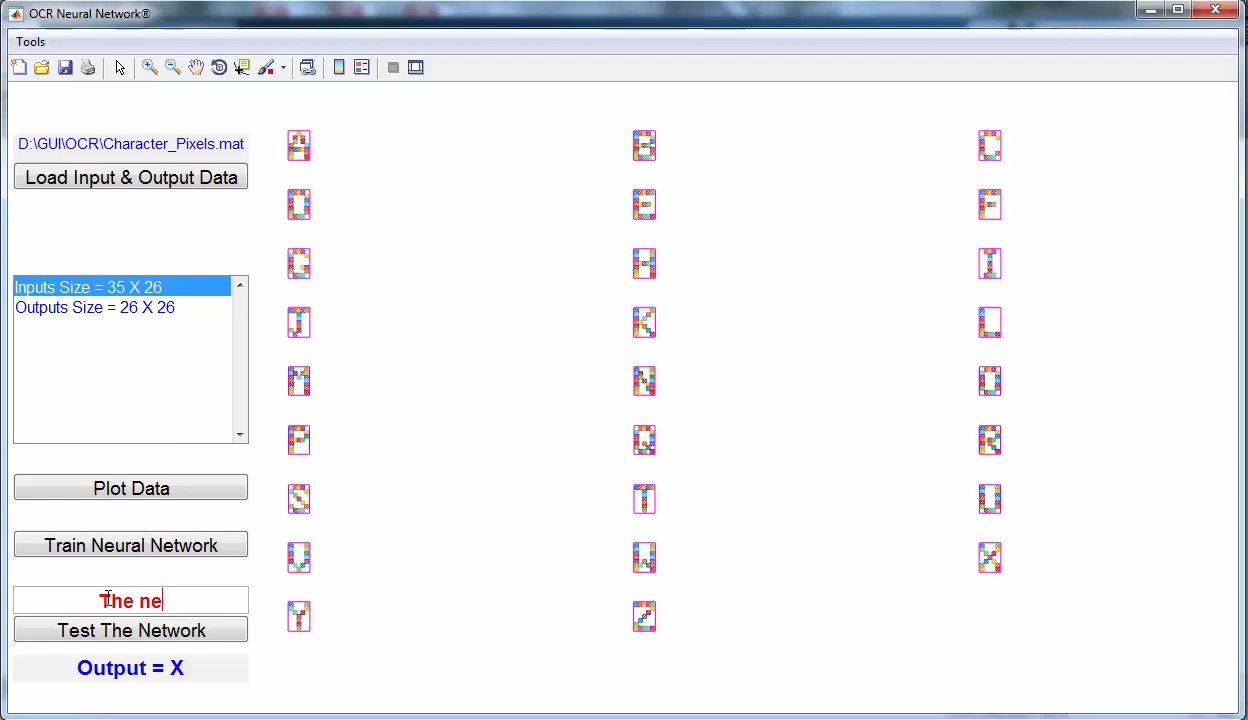 OCR Neural Network®
Tools
D:\GUI\OCR\Character_Pixels.mat
Load Input & Output Data
Inputs Size = 35 X 26
Outputs Size = 26 X 26
Plot Data
Train Neural Network
The ne
Test The Network
Output = X
A B C
D E F
G H I
J K L
M N O
P Q R
S T U
V W X
Y Z